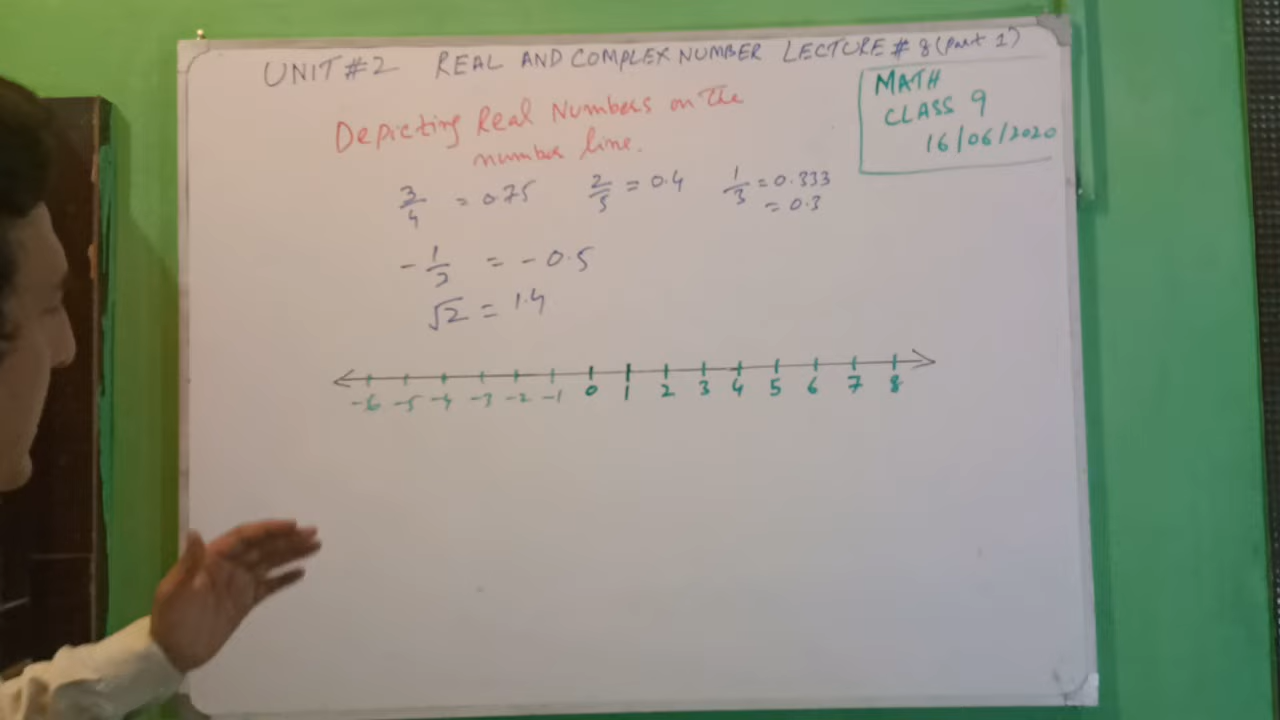 UNIT #2 REAL AND COMPLEX NUMBER LECTURE # 8 (Part 1)
MATH
CLASS 9
16/06/2020
Depicting Real Numbers on The
number line.
3/4 = 0.75 2/5 = 0.4 1/3 = 0.333
= 0.3
-1/2 = -0.5
√2 = 1.4
-6 -5 -4 -3 -2 -1 0 1 2 3 4 5 6 7 8